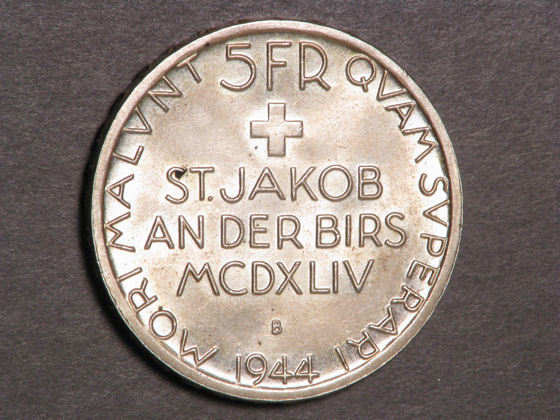 5FR
MORI MALVNT QVAM SVPERARI
ST. JAKOB
AN DER BIRS
MCDXLIV
B
1944